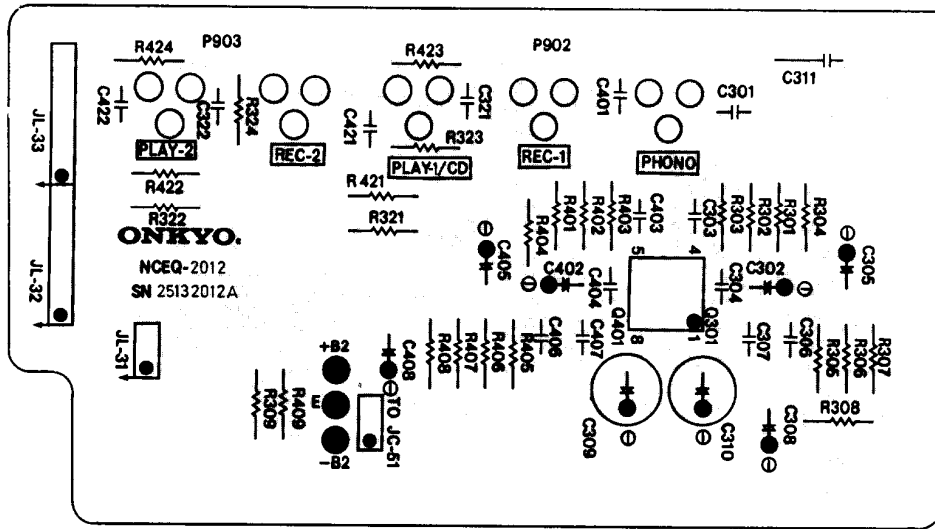 R424
P903
R423
P902
C311
C422
C322
R324
C421
C321
R323
C401
C301
JL-33
PLAY-2
REC-2
PLAY-1/CD
REC-1
PHONO
R422
R421
R322
R321
ONKYO.
NCEQ-2012
SN 2513 2012A
JL-32
C405
R404
R401
R402
R403
C403
C303
R303
R302
R301
R304
C305
5
4
C402
C404
C304
C302
Q401
8
1
Q301
JL-31
+B2
C408
R408
R407
R406
R405
C406
C407
C307
C306
R305
R306
R307
R309
R409
E
TO JC-51
-B2
C309
C310
C308
R308